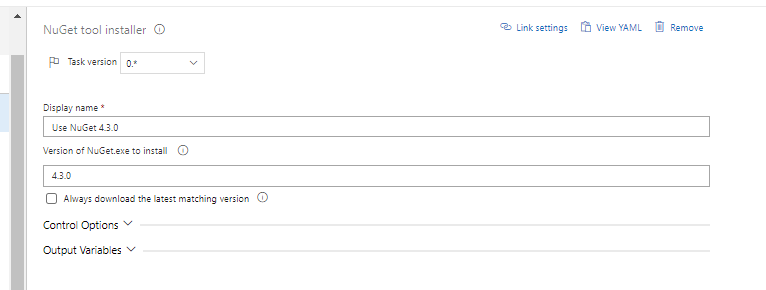 NuGet tool installer
Link settings View YAML Remove
Task version 0.*
Display name *
Use NuGet 4.3.0
Version of NuGet.exe to install
4.3.0
Always download the latest matching version
Control Options
Output Variables